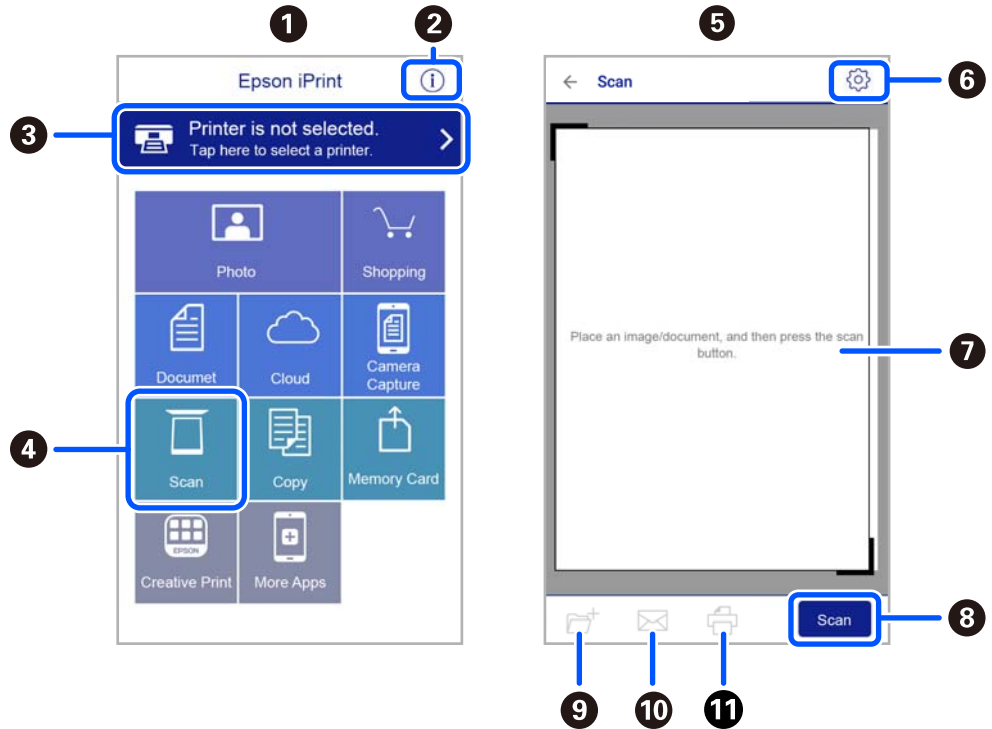 1
2
5
Epson iPrint
i
Scan
6
3
Printer is not selected.
Tap here to select a printer.
Photo
Shopping
Place an image/document, and then press the scan
button.
7
Documet
Cloud
Camera
Capture
4
Scan
Copy
Memory Card
EPSON
Creative Print
More Apps
Scan
8
9
10
11